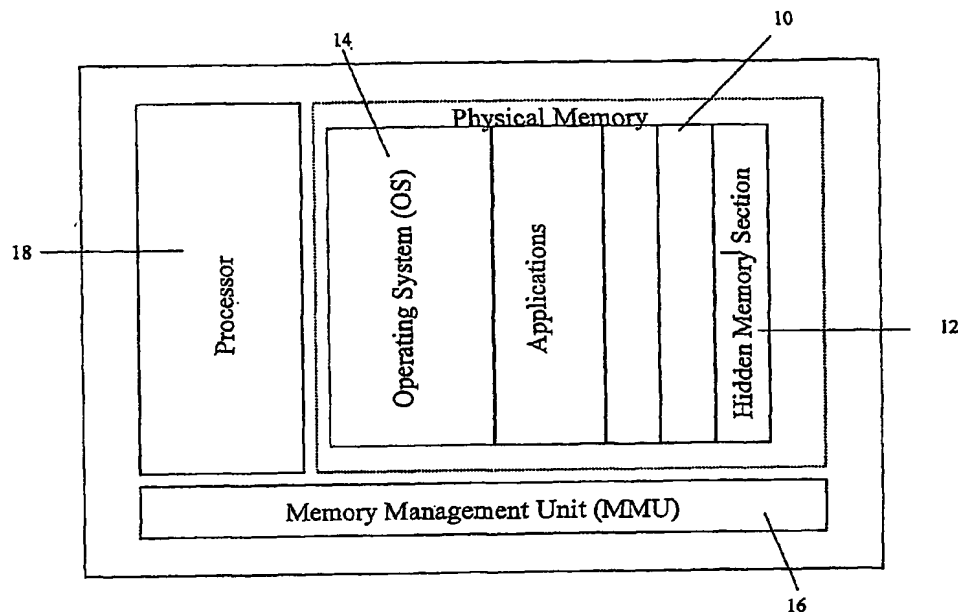 14
10
Physical Memory
18
Processor
Operating System (OS)
Applications
Hidden Memory Section
12
Memory Management Unit (MMU)
16